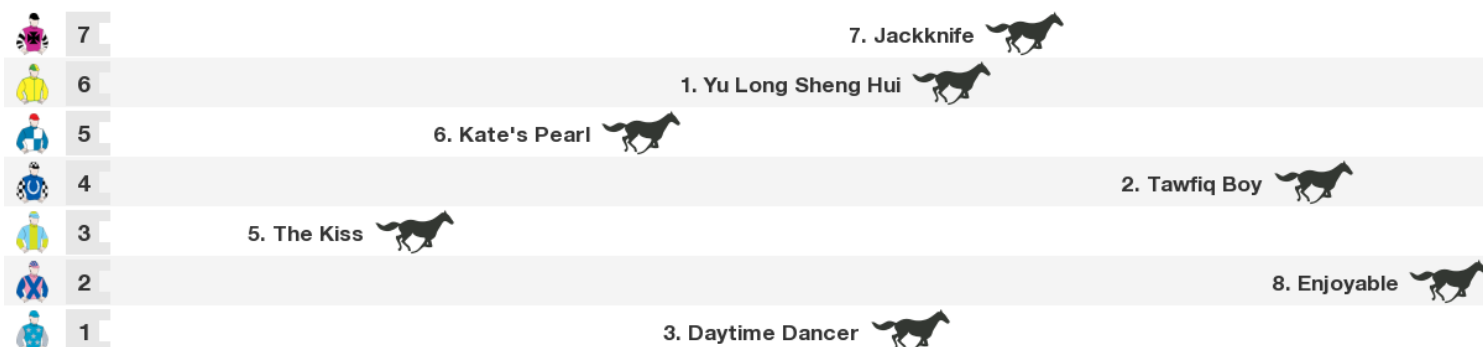 7 7. Jackknife
6 1. Yu Long Sheng Hui
5 6. Kate's Pearl
4 2. Tawfiq Boy
3 5. The Kiss
2 8. Enjoyable
1 3. Daytime Dancer